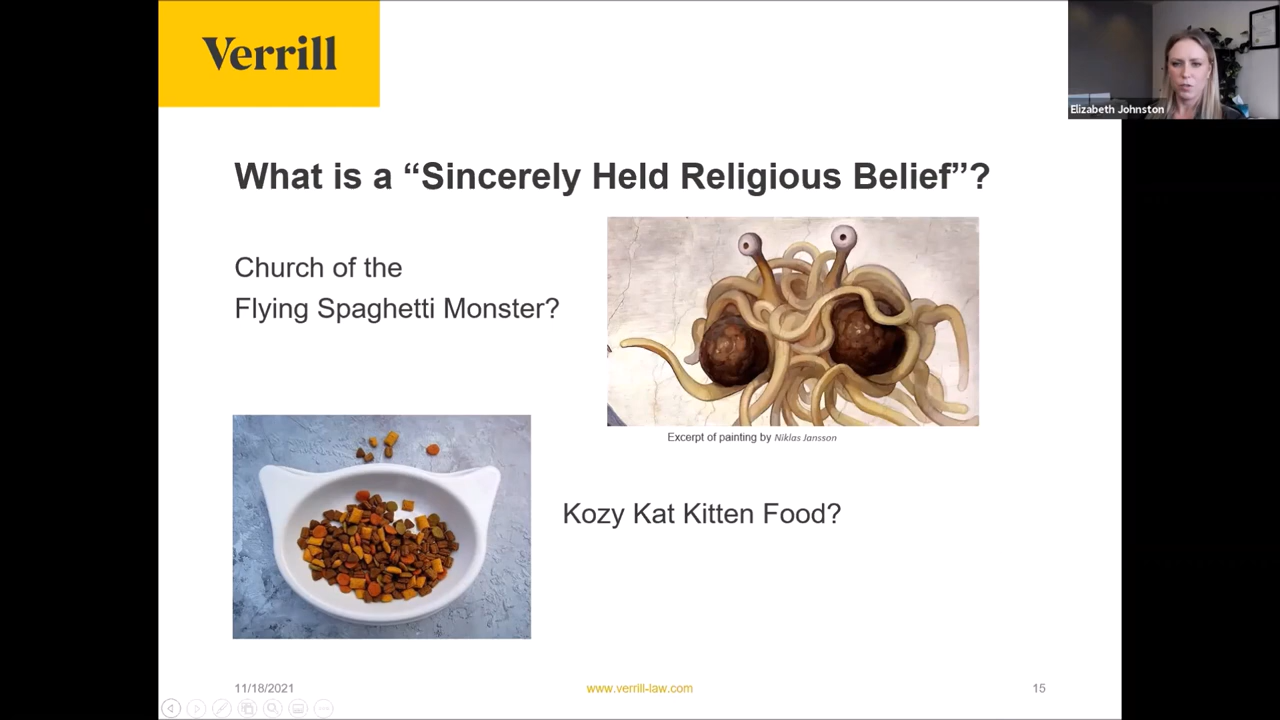 Verrill
Elizabeth Johnston
What is a “Sincerely Held Religious Belief”?
Church of the
Flying Spaghetti Monster?
Excerpt of painting by Niklas Jansson
Kozy Kat Kitten Food?
11/18/2021
www.verrill-law.com
15